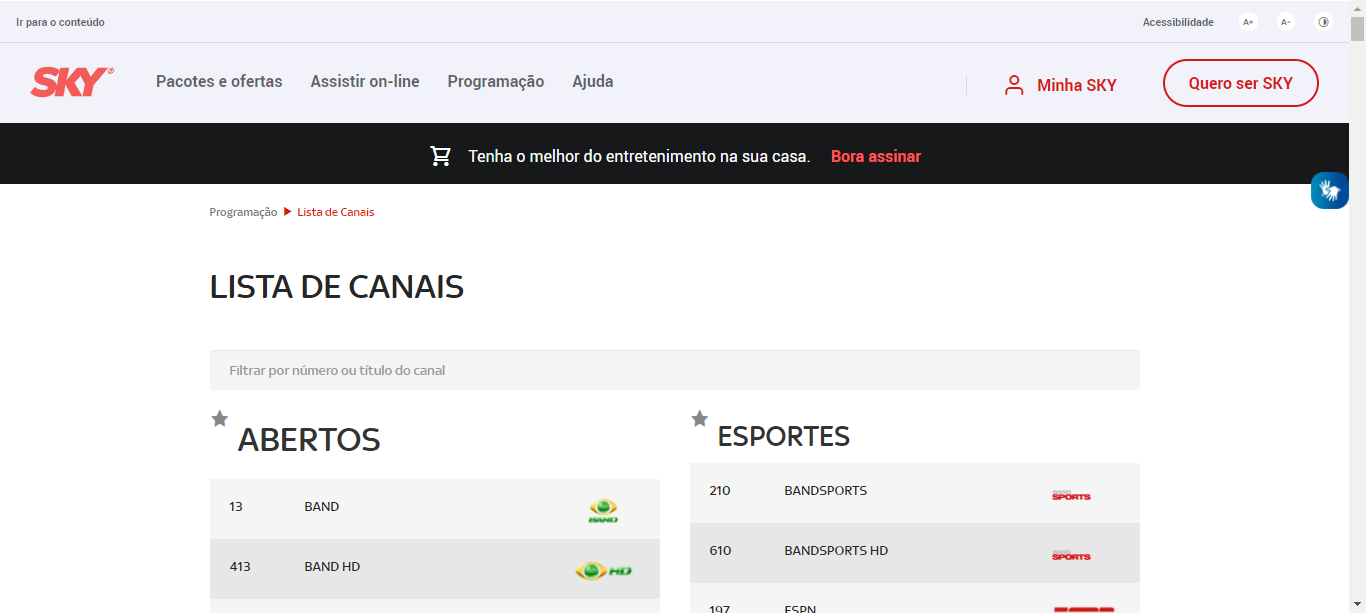 Ir para o conteúdo
Acessibilidade A+ A-
SKY
Pacotes e ofertas Assistir on-line Programação Ajuda
Minha SKY
Quero ser SKY
Tenha o melhor do entretenimento na sua casa. Bora assinar
Programação Lista de Canais
LISTA DE CANAIS
Filtrar por número ou título do canal
ABERTOS
13 BAND BAND
413 BAND HD HD
ESPORTES
210 BANDSPORTS BAND SPORTS
610 BANDSPORTS HD BAND SPORTS
197 ESPN